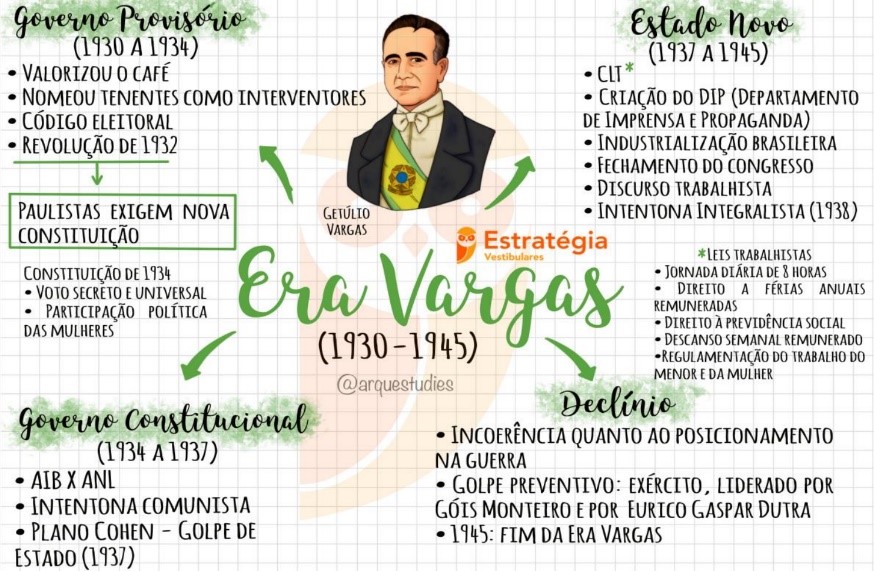 Governo Provisório
(1930 A 1934)
• VALORIZOU O CAFÉ
• NOMEOU TENENTES COMO INTERVENTORES
• CÓDIGO ELEITORAL
• REVOLUÇÃO DE 1932
PAULISTAS EXIGEM NOVA
CONSTITUIÇÃO
CONSTITUIÇÃO DE 1934
• VOTO SECRETO E UNIVERSAL
• PARTICIPAÇÃO POLÍTICA
DAS MULHERES
GETÚLIO
VARGAS
Estratégia
Vestibulares
Era Vargas
(1930-1945)
@arquestudies
Estado Novo
(1937 A 1945)
• CLT*
• CRIAÇÃO DO DIP (DEPARTAMENTO
DE IMPRENSA E PROPAGANDA)
• INDUSTRIALIZAÇÃO BRASILEIRA
• FECHAMENTO DO CONGRESSO
• DISCURSO TRABALHISTA
• INTENTONA INTEGRALISTA (1938)
*LEIS TRABALHISTAS
• JORNADA DIÁRIA DE 8 HORAS
• DIREITO A FÉRIAS ANUAIS
REMUNERADAS
• DIREITO À PREVIDÊNCIA SOCIAL
• DESCANSO SEMANAL REMUNERADO
•REGULAMENTAÇÃO DO TRABALHO DO
MENOR E DA MULHER
Governo Constitucional
(1934 A 1937)
• AIB X ANL
• INTENTONA COMUNISTA
• PLANO COHEN - GOLPE DE
ESTADO (1937)
Declínio
• INCOERÊNCIA QUANTO AO POSICIONAMENTO
NA GUERRA
• GOLPE PREVENTIVO: EXÉRCITO, LIDERADO POR
GÓIS MONTEIRO E POR EURICO GASPAR DUTRA
• 1945: FIM DA ERA VARGAS